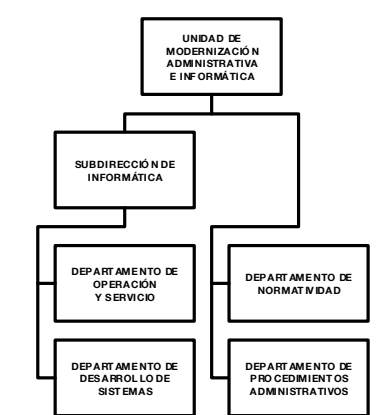 UNIDAD DE
MODERNIZACIÓN
ADMINISTRATIVA
E INFORMÁTICA
SUBDIRECCIÓN DE
INFORMÁTICA
DEPARTAMENTO DE
OPERACIÓN
Y SERVICIO
DEPARTAMENTO DE
NORMATIVIDAD
DEPARTAMENTO DE
DESARROLLO DE
SISTEMAS
DEPARTAMENTO DE
PROCEDIMIENTOS
ADMINISTRATIVOS